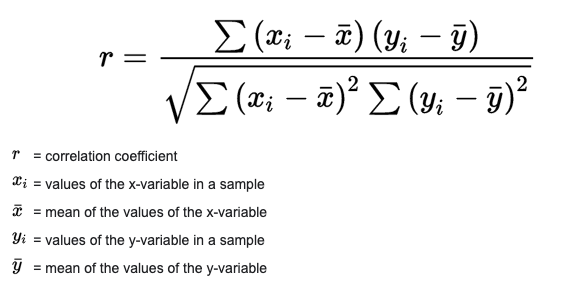 r = ∑ (xᵢ − x̄) (yᵢ − ȳ) / √ ∑ (xᵢ − x̄)² ∑ (yᵢ − ȳ)²
r = correlation coefficient
xᵢ = values of the x-variable in a sample
x̄ = mean of the values of the x-variable
yᵢ = values of the y-variable in a sample
ȳ = mean of the values of the y-variable